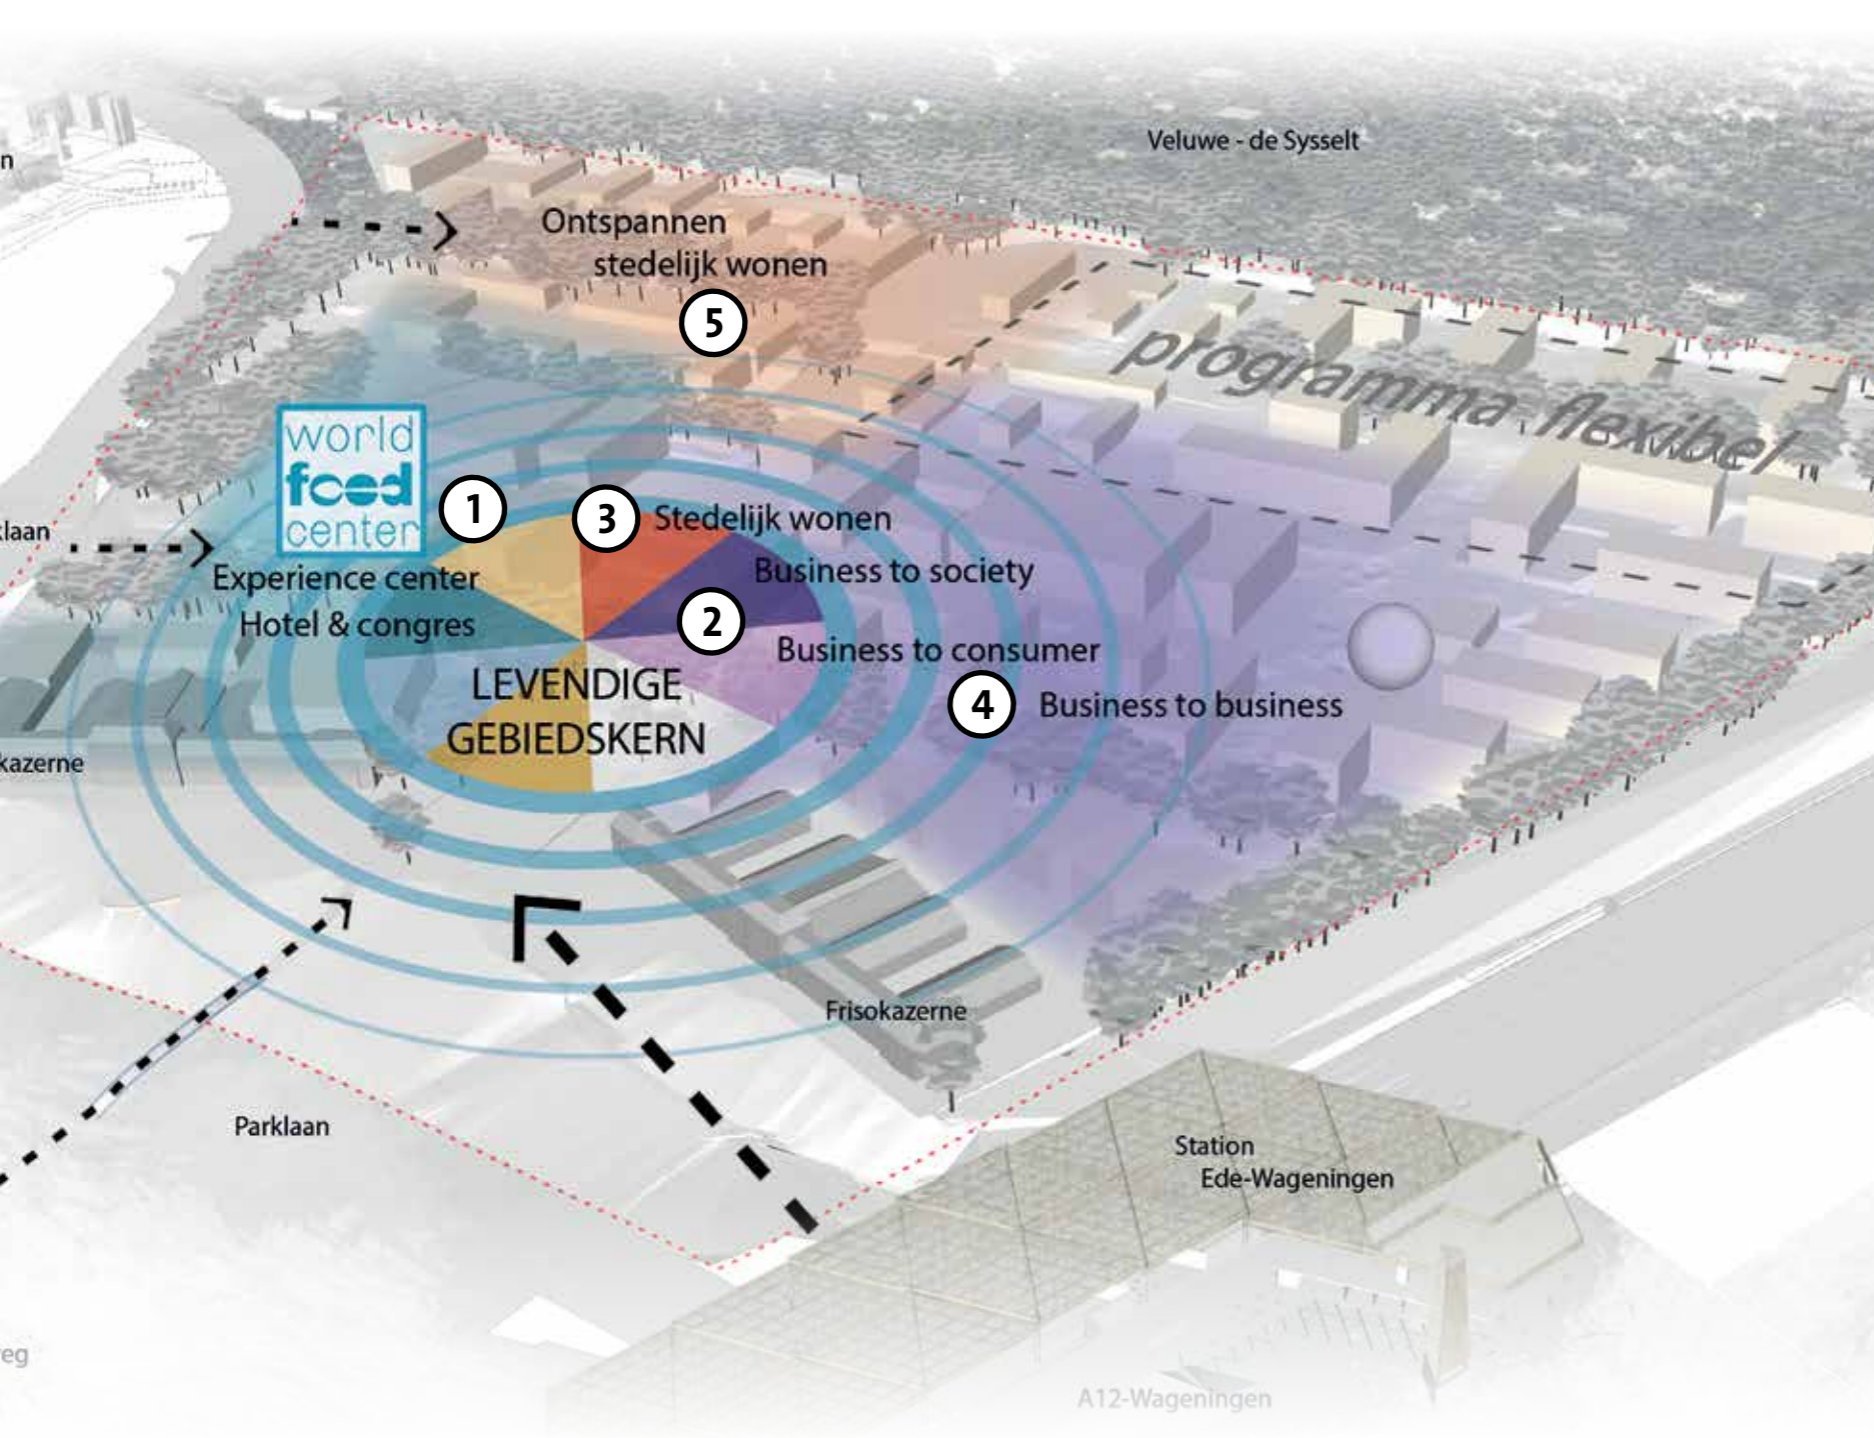 Veluwe - de Sysselt
n
Ontspannen
stedelijk wonen
5
programma flexibel
world
food
center
1
3
Stedelijk wonen
klaan
Experience center
Business to society
Hotel & congres
2
Business to consumer
LEVENDIGE
GEBIEDSKERN
4
Business to business
kazerne
Frisokazerne
Parklaan
Station
Ede-Wageningen
eg
A12-Wageningen